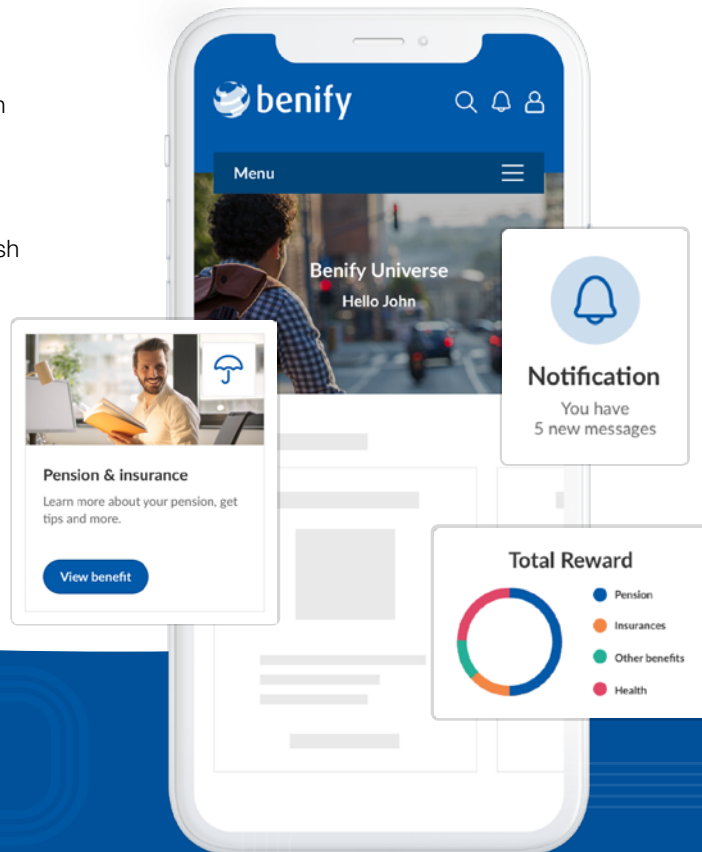 benify
Menu
Benify Universe
Hello John
sh
Notification
You have
5 new messages
Pension & insurance
Learn more about your pension, get
tips and more.
View benefit
Total Reward
Pension
Insurances
Other benefits
Health